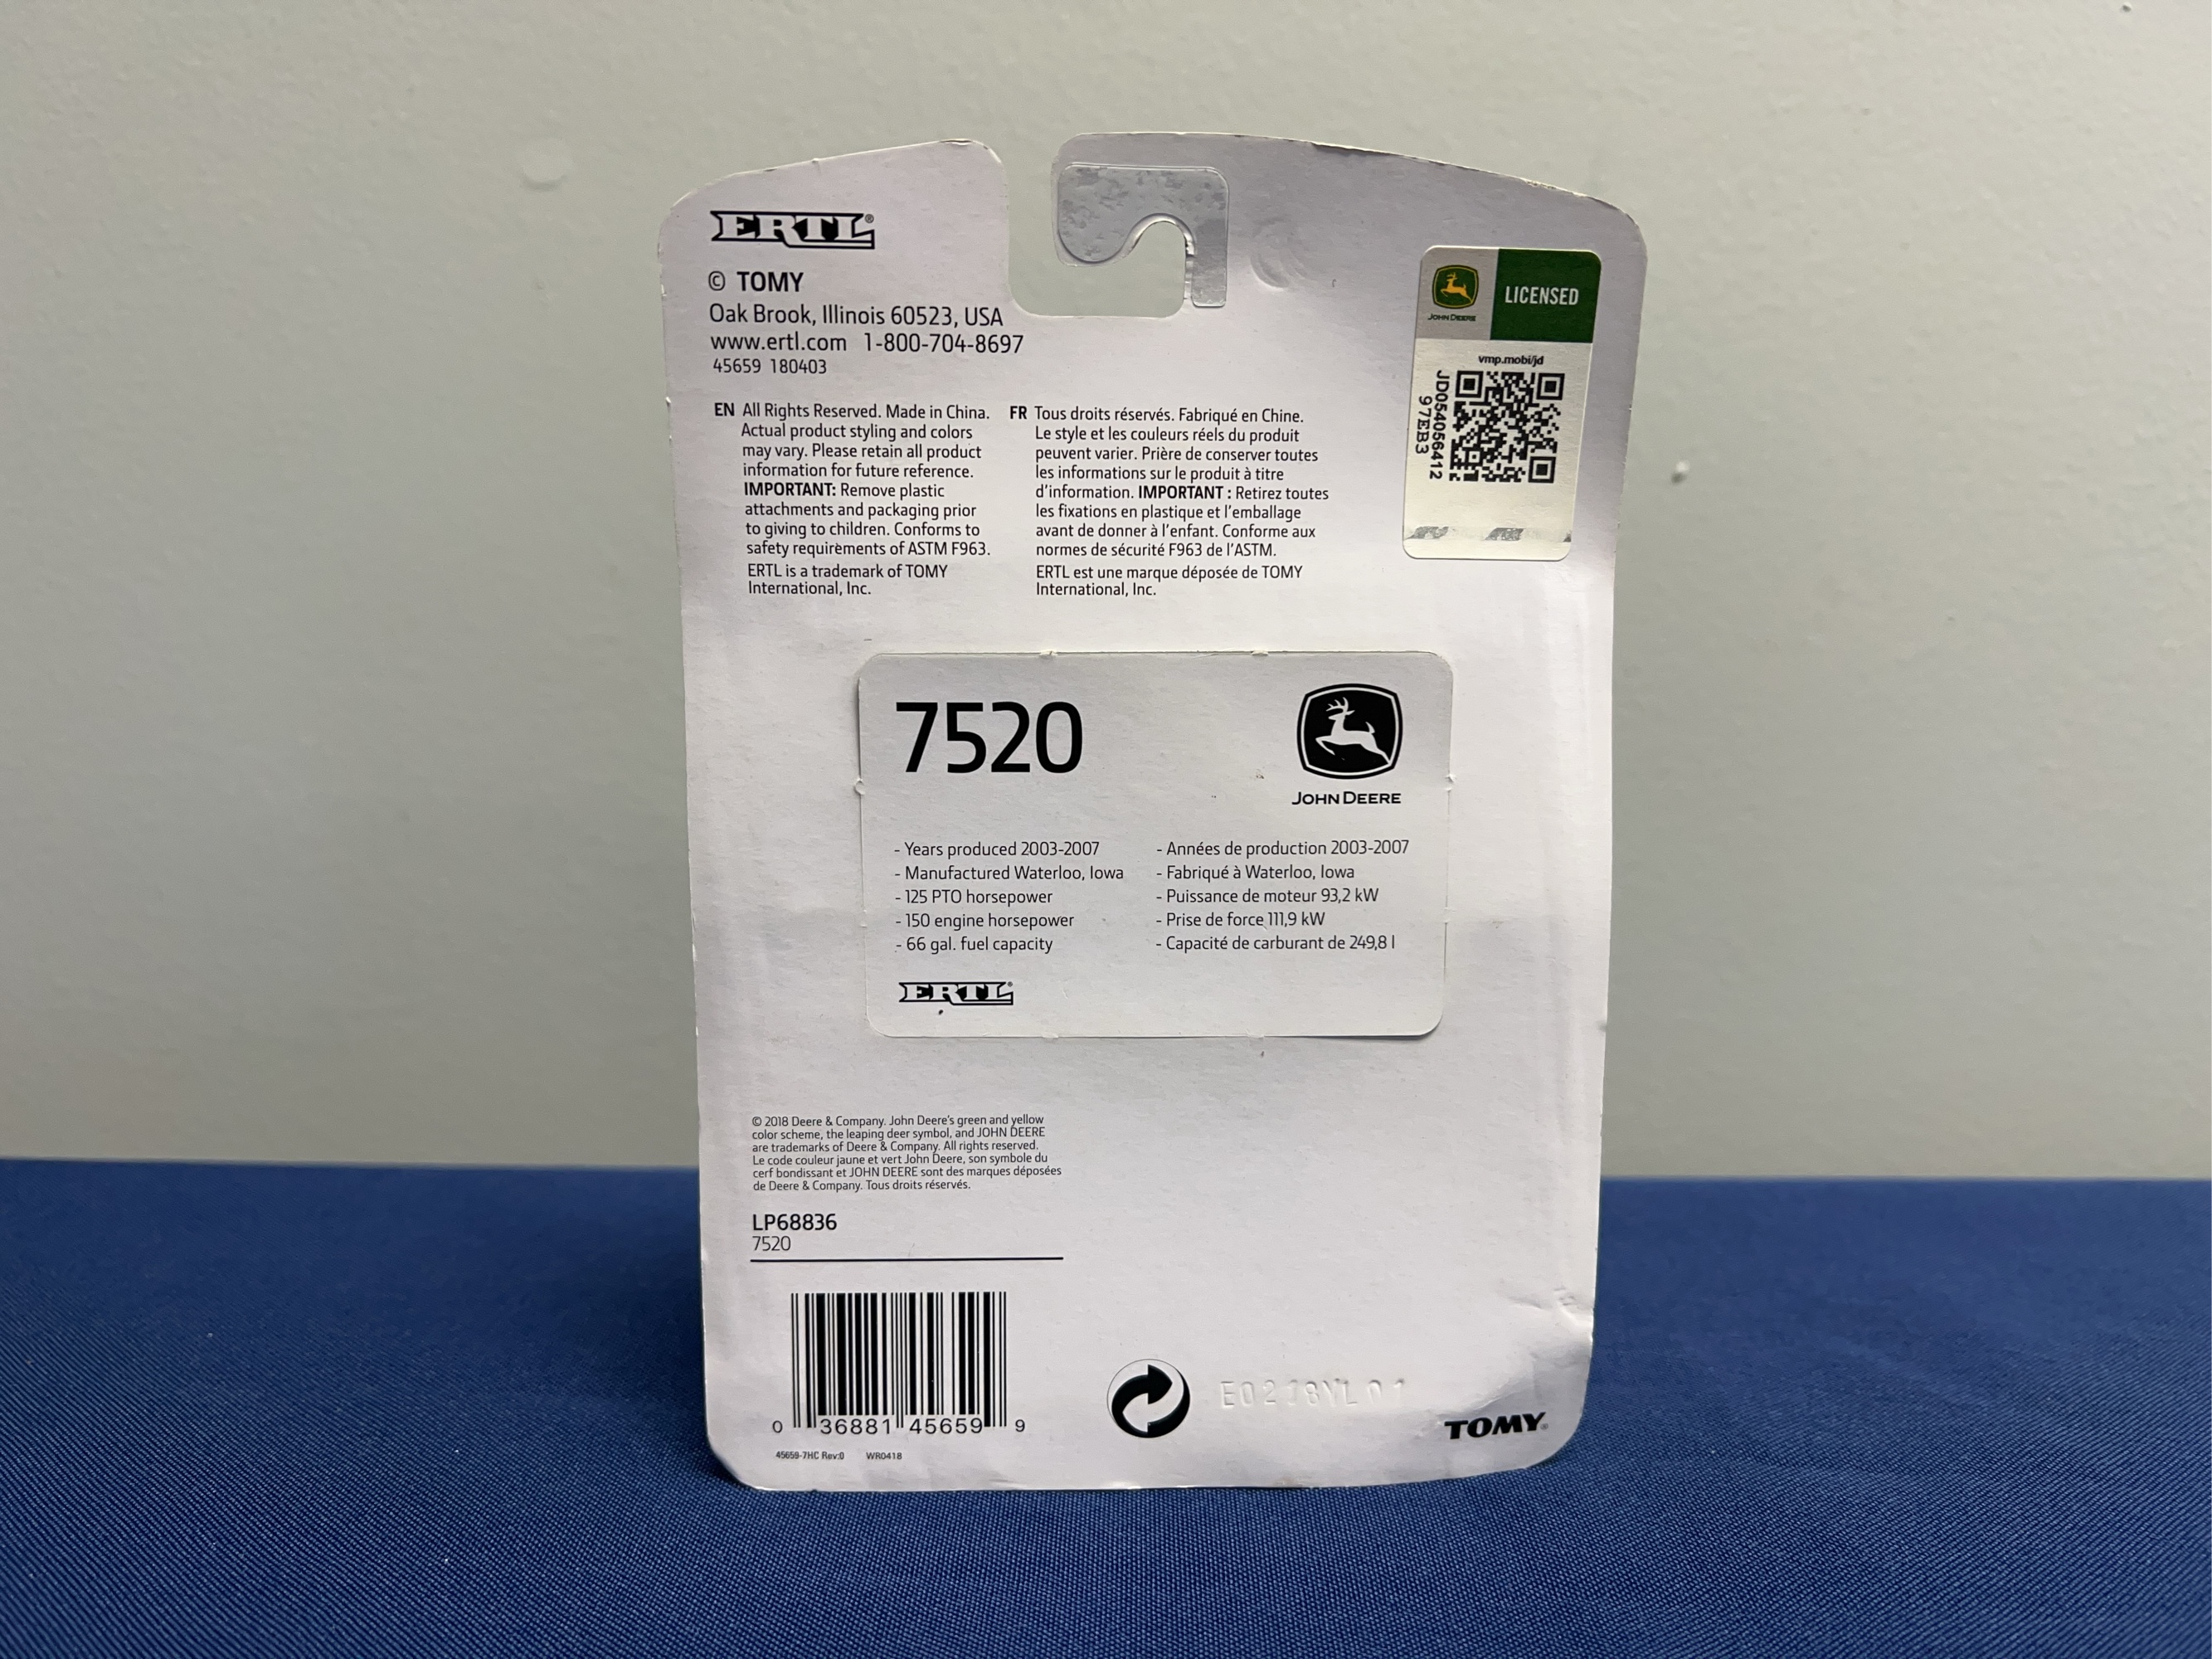 ERTL®
© TOMY
Oak Brook, Illinois 60523, USA
www.ertl.com 1-800-704-8697
45659 180403
EN All Rights Reserved. Made in China.
Actual product styling and colors
may vary. Please retain all product
information for future reference.
IMPORTANT: Remove plastic
attachments and packaging prior
to giving to children. Conforms to
safety requirements of ASTM F963.
ERTL is a trademark of TOMY
International, Inc.
FR Tous droits réservés. Fabriqué en Chine.
Le style et les couleurs réels du produit
peuvent varier. Prière de conserver toutes
les informations sur le produit à titre
d'information. IMPORTANT : Retirez toutes
les fixations en plastique et l'emballage
avant de donner à l'enfant. Conforme aux
normes de sécurité F963 de l'ASTM.
ERTL est une marque déposée de TOMY
International, Inc.
JOHN DEERE
LICENSED
vmp.mobi/jd
JD054056412
97EB3
7520
JOHN DEERE
- Years produced 2003-2007
- Manufactured Waterloo, Iowa
- 125 PTO horsepower
- 150 engine horsepower
- 66 gal. fuel capacity
- Années de production 2003-2007
- Fabriqué à Waterloo, Iowa
- Puissance de moteur 93,2 kW
- Prise de force 111,9 kW
- Capacité de carburant de 249,8 l
ERTL®
© 2018 Deere & Company. John Deere's green and yellow
color scheme, the leaping deer symbol, and JOHN DEERE
are trademarks of Deere & Company. All rights reserved.
Le code couleur jaune et vert John Deere, son symbole du
cerf bondissant et JOHN DEERE sont des marques déposées
de Deere & Company. Tous droits réservés.
LP68836
7520
0 36881 45659 9
45659-7HC Rev:0 WR0418
E0218YL01
TOMY®